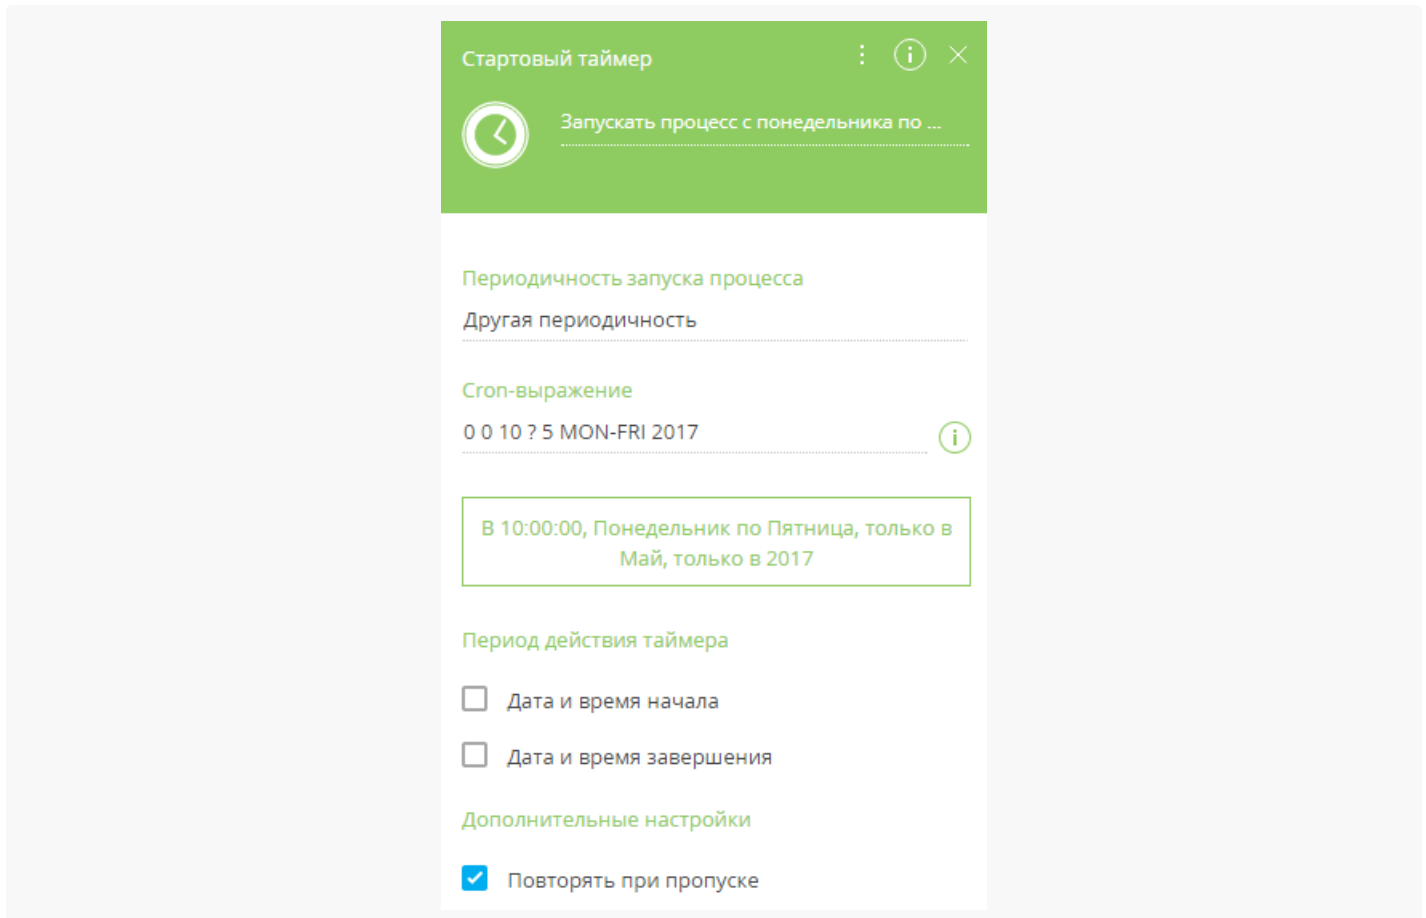 Стартовый таймер
Запускать процесс с понедельника по ...
Периодичность запуска процесса
Другая периодичность
Cron-выражение
0 0 10 ? 5 MON-FRI 2017
В 10:00:00, Понедельник по Пятница, только в
Май, только в 2017
Период действия таймера
Дата и время начала
Дата и время завершения
Дополнительные настройки
Повторять при пропуске